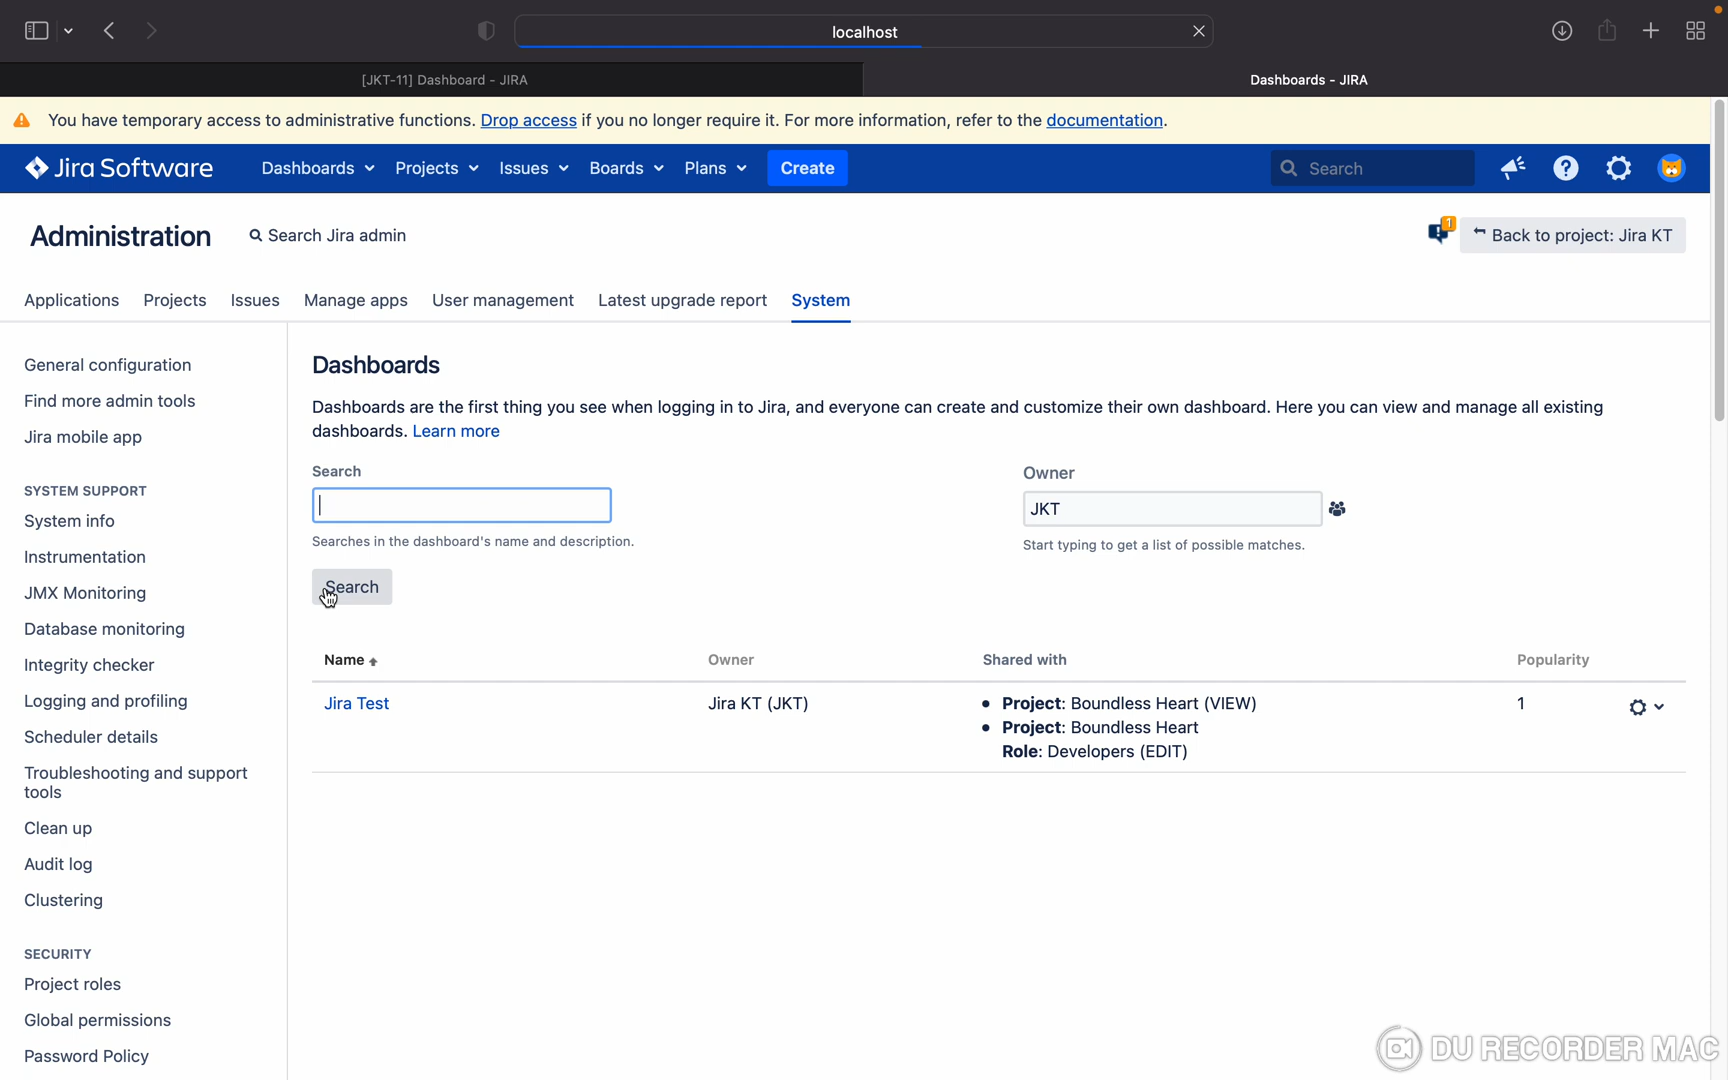 localhost
[JKT-11] Dashboard - JIRA
Dashboards - JIRA
You have temporary access to administrative functions. Drop access if you no longer require it. For more information, refer to the documentation.
Jira Software
Dashboards
Projects
Issues
Boards
Plans
Create
Search
Administration
Search Jira admin
1
Back to project: Jira KT
Applications
Projects
Issues
Manage apps
User management
Latest upgrade report
System
General configuration
Find more admin tools
Jira mobile app
SYSTEM SUPPORT
System info
Instrumentation
JMX Monitoring
Database monitoring
Integrity checker
Logging and profiling
Scheduler details
Troubleshooting and support
tools
Clean up
Audit log
Clustering
SECURITY
Project roles
Global permissions
Password Policy
Dashboards
Dashboards are the first thing you see when logging in to Jira, and everyone can create and customize their own dashboard. Here you can view and manage all existing
dashboards. Learn more
Search
Searches in the dashboard's name and description.
Owner
JKT
Start typing to get a list of possible matches.
Search
Name
Owner
Shared with
Popularity
Jira Test
Jira KT (JKT)
Project: Boundless Heart (VIEW)
Project: Boundless Heart
Role: Developers (EDIT)
1
DU RECORDER MAC